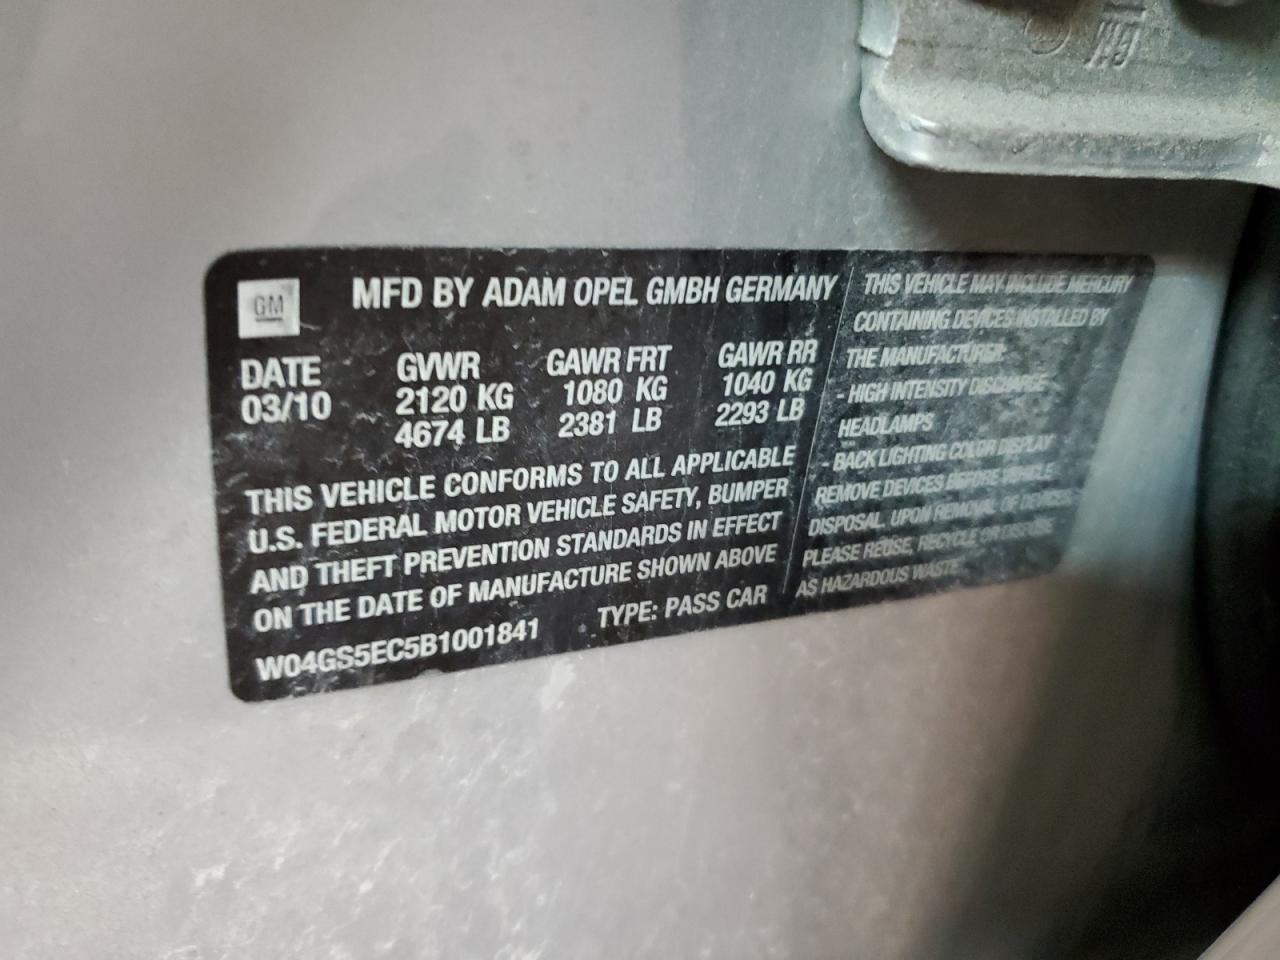 GM
MFD BY ADAM OPEL GMBH GERMANY
DATE GVWR GAWR FRT GAWR RR
03/10 2120 KG 1080 KG 1040 KG
4674 LB 2381 LB 2293 LB
THIS VEHICLE CONFORMS TO ALL APPLICABLE
U.S. FEDERAL MOTOR VEHICLE SAFETY, BUMPER
AND THEFT PREVENTION STANDARDS IN EFFECT
ON THE DATE OF MANUFACTURE SHOWN ABOVE
W04GS5EC5B1001841 TYPE: PASS CAR
THIS VEHICLE MAY INCLUDE MERCURY
CONTAINING DEVICES INSTALLED BY
THE MANUFACTURER:
- HIGH INTENSITY DISCHARGE
HEADLAMPS
- BACK LIGHTING COLOR DISPLAY
REMOVE DEVICES BEFORE VEHICLE
DISPOSAL. UPON REMOVAL OF DEVICES
PLEASE REUSE, RECYCLE OR DISPOSE
AS HAZARDOUS WASTE.